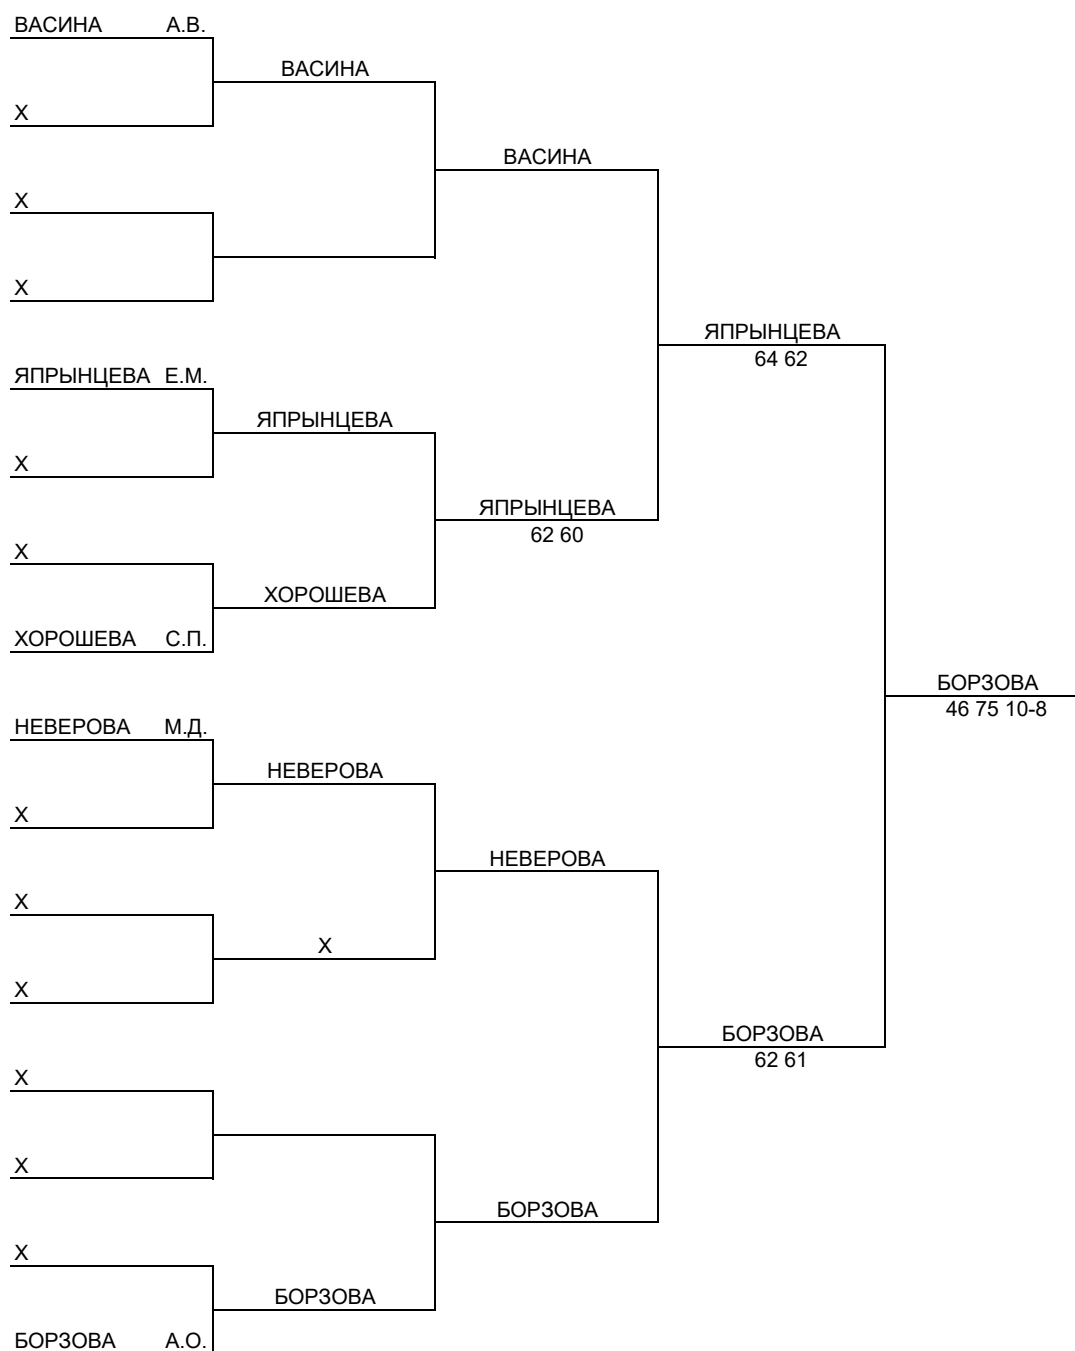 ВАСИНА А.В.
ВАСИНА
X
ВАСИНА
X
X
ЯПРЫНЦЕВА
64 62
ЯПРЫНЦЕВА Е.М.
ЯПРЫНЦЕВА
X
ЯПРЫНЦЕВА
62 60
X
ХОРОШЕВА
ХОРОШЕВА С.П.
БОРЗОВА
46 75 10-8
НЕВЕРОВА М.Д.
НЕВЕРОВА
X
НЕВЕРОВА
X
X
X
БОРЗОВА
62 61
X
X
БОРЗОВА
X
БОРЗОВА
БОРЗОВА А.О.